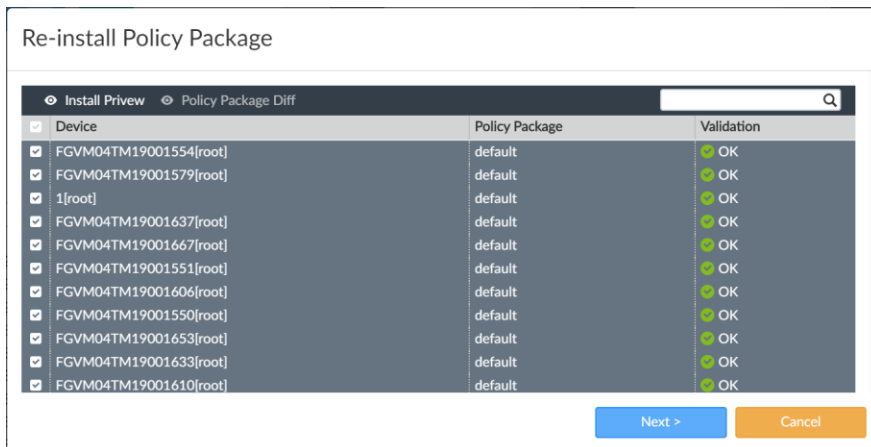 Re-install Policy Package
Install Privew Policy Package Diff
Device Policy Package Validation
FGVM04TM19001554[root] default OK
FGVM04TM19001579[root] default OK
1[root] default OK
FGVM04TM19001637[root] default OK
FGVM04TM19001667[root] default OK
FGVM04TM19001551[root] default OK
FGVM04TM19001606[root] default OK
FGVM04TM19001550[root] default OK
FGVM04TM19001653[root] default OK
FGVM04TM19001633[root] default OK
FGVM04TM19001610[root] default OK
Next > Cancel